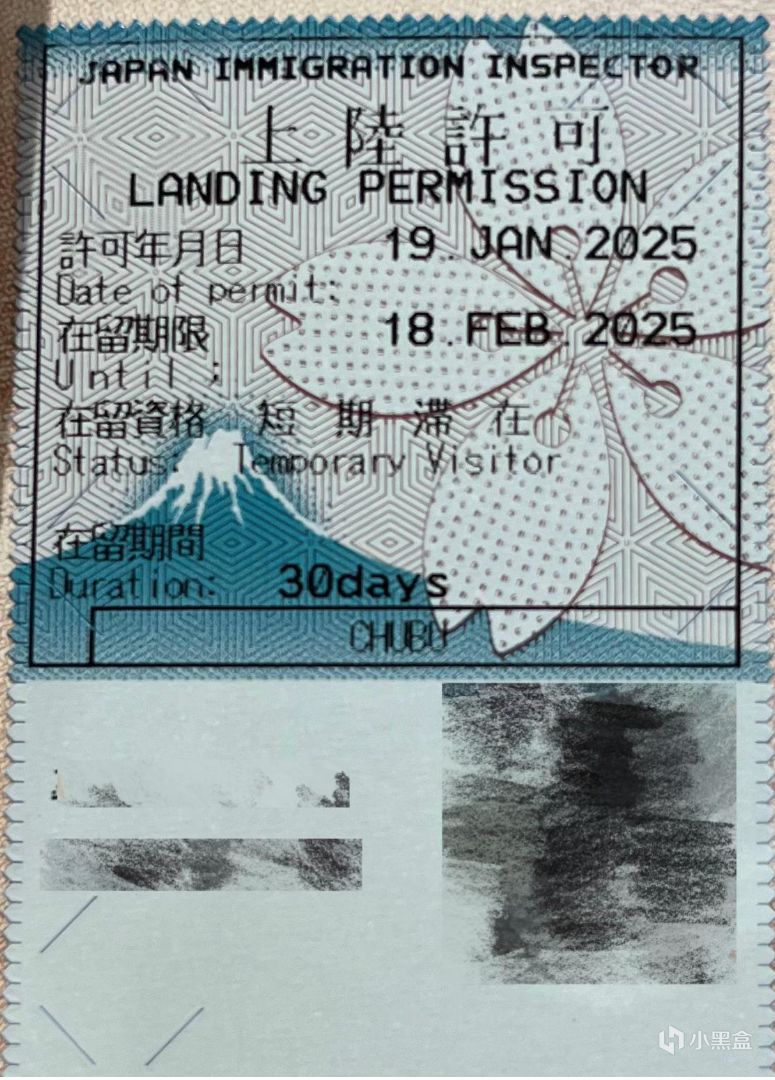 JAPAN IMMIGRATION INSPECTOR
上陸許可
LANDING PERMISSION
許可年月日 19.JAN.2025
Date of permit:
在留期限 18.FEB.2025
Until ;
在留資格 短期滞在
Status: Temporary Visitor
在留期間
Duration: 30days
CHUBU
小黑盒